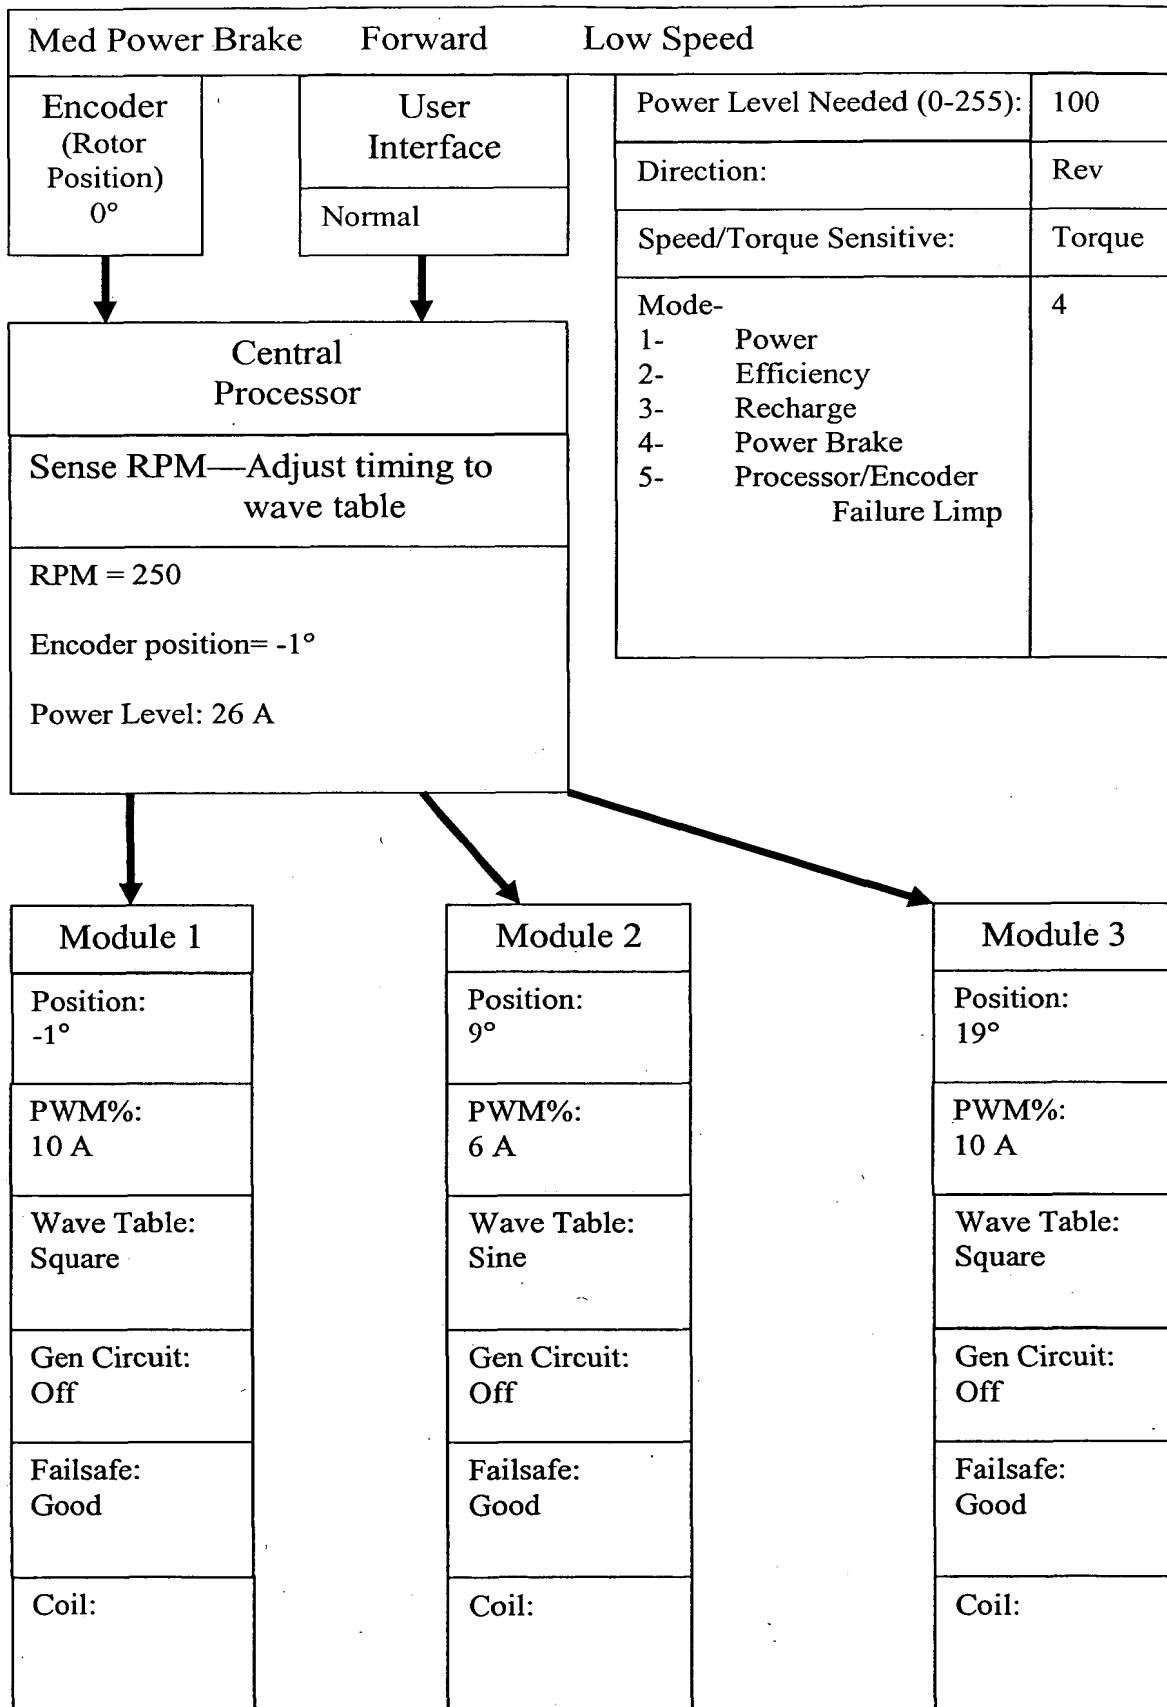 Med Power Brake Forward Low Speed
Encoder
(Rotor
Position)
0°
User
Interface
Normal
Power Level Needed (0-255): 100
Direction: Rev
Speed/Torque Sensitive: Torque
Mode- 4
1- Power
2- Efficiency
3- Recharge
4- Power Brake
5- Processor/Encoder
Failure Limp
Central
Processor
Sense RPM—Adjust timing to
wave table
RPM = 250
Encoder position= -1°
Power Level: 26 A
Module 1
Position:
-1°
PWM%:
10 A
Wave Table:
Square
Gen Circuit:
Off
Failsafe:
Good
Coil:
Module 2
Position:
9°
PWM%:
6 A
Wave Table:
Sine
Gen Circuit:
Off
Failsafe:
Good
Coil:
Module 3
Position:
19°
PWM%:
10 A
Wave Table:
Square
Gen Circuit:
Off
Failsafe:
Good
Coil: